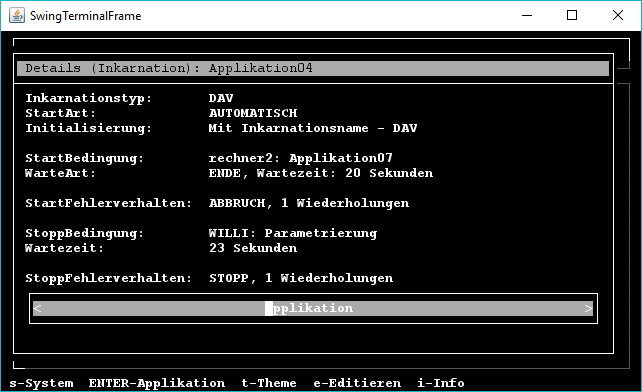 SwingTerminalFrame
Details (Inkarnation): Applikation04
Inkarnationstyp: DAV
StartArt: AUTOMATISCH
Initialisierung: Mit Inkarnationsname - DAV
StartBedingung: rechner2: Applikation07
WarteArt: ENDE, Wartezeit: 20 Sekunden
StartFehlerverhalten: ABBRUCH, 1 Wiederholungen
StoppBedingung: WILLI: Parametrierung
Wartezeit: 23 Sekunden
StoppFehlerverhalten: STOPP, 1 Wiederholungen
< Applikation >
s-System ENTER-Applikation t-Theme e-Editieren i-Info